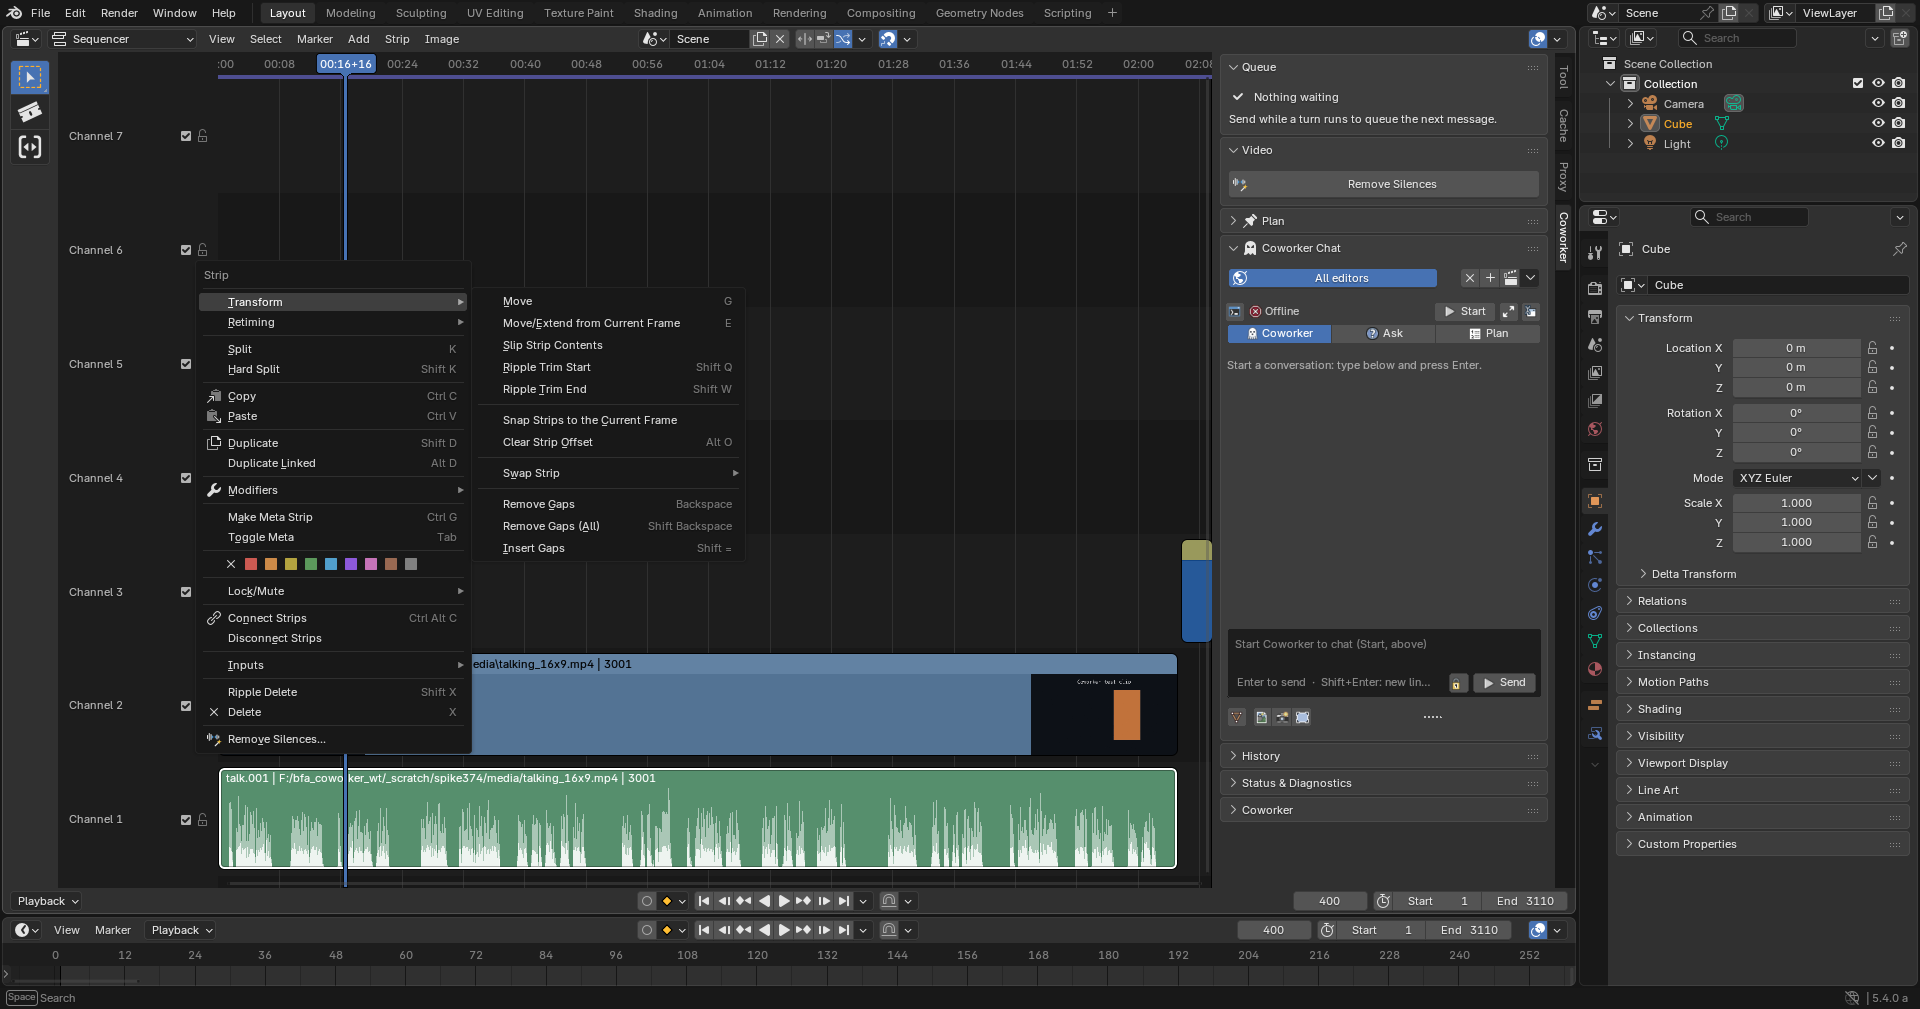 File Edit Render Window Help Layout Modeling Sculpting UV Editing Texture Paint Shading Animation Rendering Compositing Geometry Nodes Scripting + Scene ViewLayer
Sequencer View Select Marker Add Strip Image Scene
Search
:00 00:08 00:16+16 00:24 00:32 00:40 00:48 00:56 01:04 01:12 01:20 01:28 01:36 01:44 01:52 02:00 02:08
Channel 7
Channel 6
Channel 5
Channel 4
Channel 3
Channel 2
Channel 1
Strip
Transform
Retiming
Split K
Hard Split Shift K
Copy Ctrl C
Paste Ctrl V
Duplicate Shift D
Duplicate Linked Alt D
Modifiers
Make Meta Strip Ctrl G
Toggle Meta Tab
Lock/Mute
Connect Strips Ctrl Alt C
Disconnect Strips
Inputs
Ripple Delete Shift X
Delete X
Remove Silences...
Move G
Move/Extend from Current Frame E
Slip Strip Contents
Ripple Trim Start Shift Q
Ripple Trim End Shift W
Snap Strips to the Current Frame
Clear Strip Offset Alt O
Swap Strip
Remove Gaps Backspace
Remove Gaps (All) Shift Backspace
Insert Gaps Shift =
edia\talking_16x9.mp4 | 3001
Coworker test clip
talk.001 | F:/bfa_coworker_wt/_scratch/spike374/media/talking_16x9.mp4 | 3001
Queue
Nothing waiting
Send while a turn runs to queue the next message.
Video
Remove Silences
Plan
Coworker Chat
All editors
Offline Start
Coworker Ask Plan
Start a conversation: type below and press Enter.
Start Coworker to chat (Start, above)
Enter to send · Shift+Enter: new lin... Send
History
Status & Diagnostics
Coworker
Tool
Cache
Proxy
Coworker
Scene Collection
Collection
Camera
Cube
Light
Search
Cube
Cube
Transform
Location X 0 m
Y 0 m
Z 0 m
Rotation X 0°
Y 0°
Z 0°
Mode XYZ Euler
Scale X 1.000
Y 1.000
Z 1.000
Delta Transform
Relations
Collections
Instancing
Motion Paths
Shading
Visibility
Viewport Display
Line Art
Animation
Custom Properties
Playback 400 Start 1 End 3110
View Marker Playback 400 Start 1 End 3110
0 12 24 36 48 60 72 84 96 108 120 132 144 156 168 180 192 204 216 228 240 252
Space Search 5.4.0 a